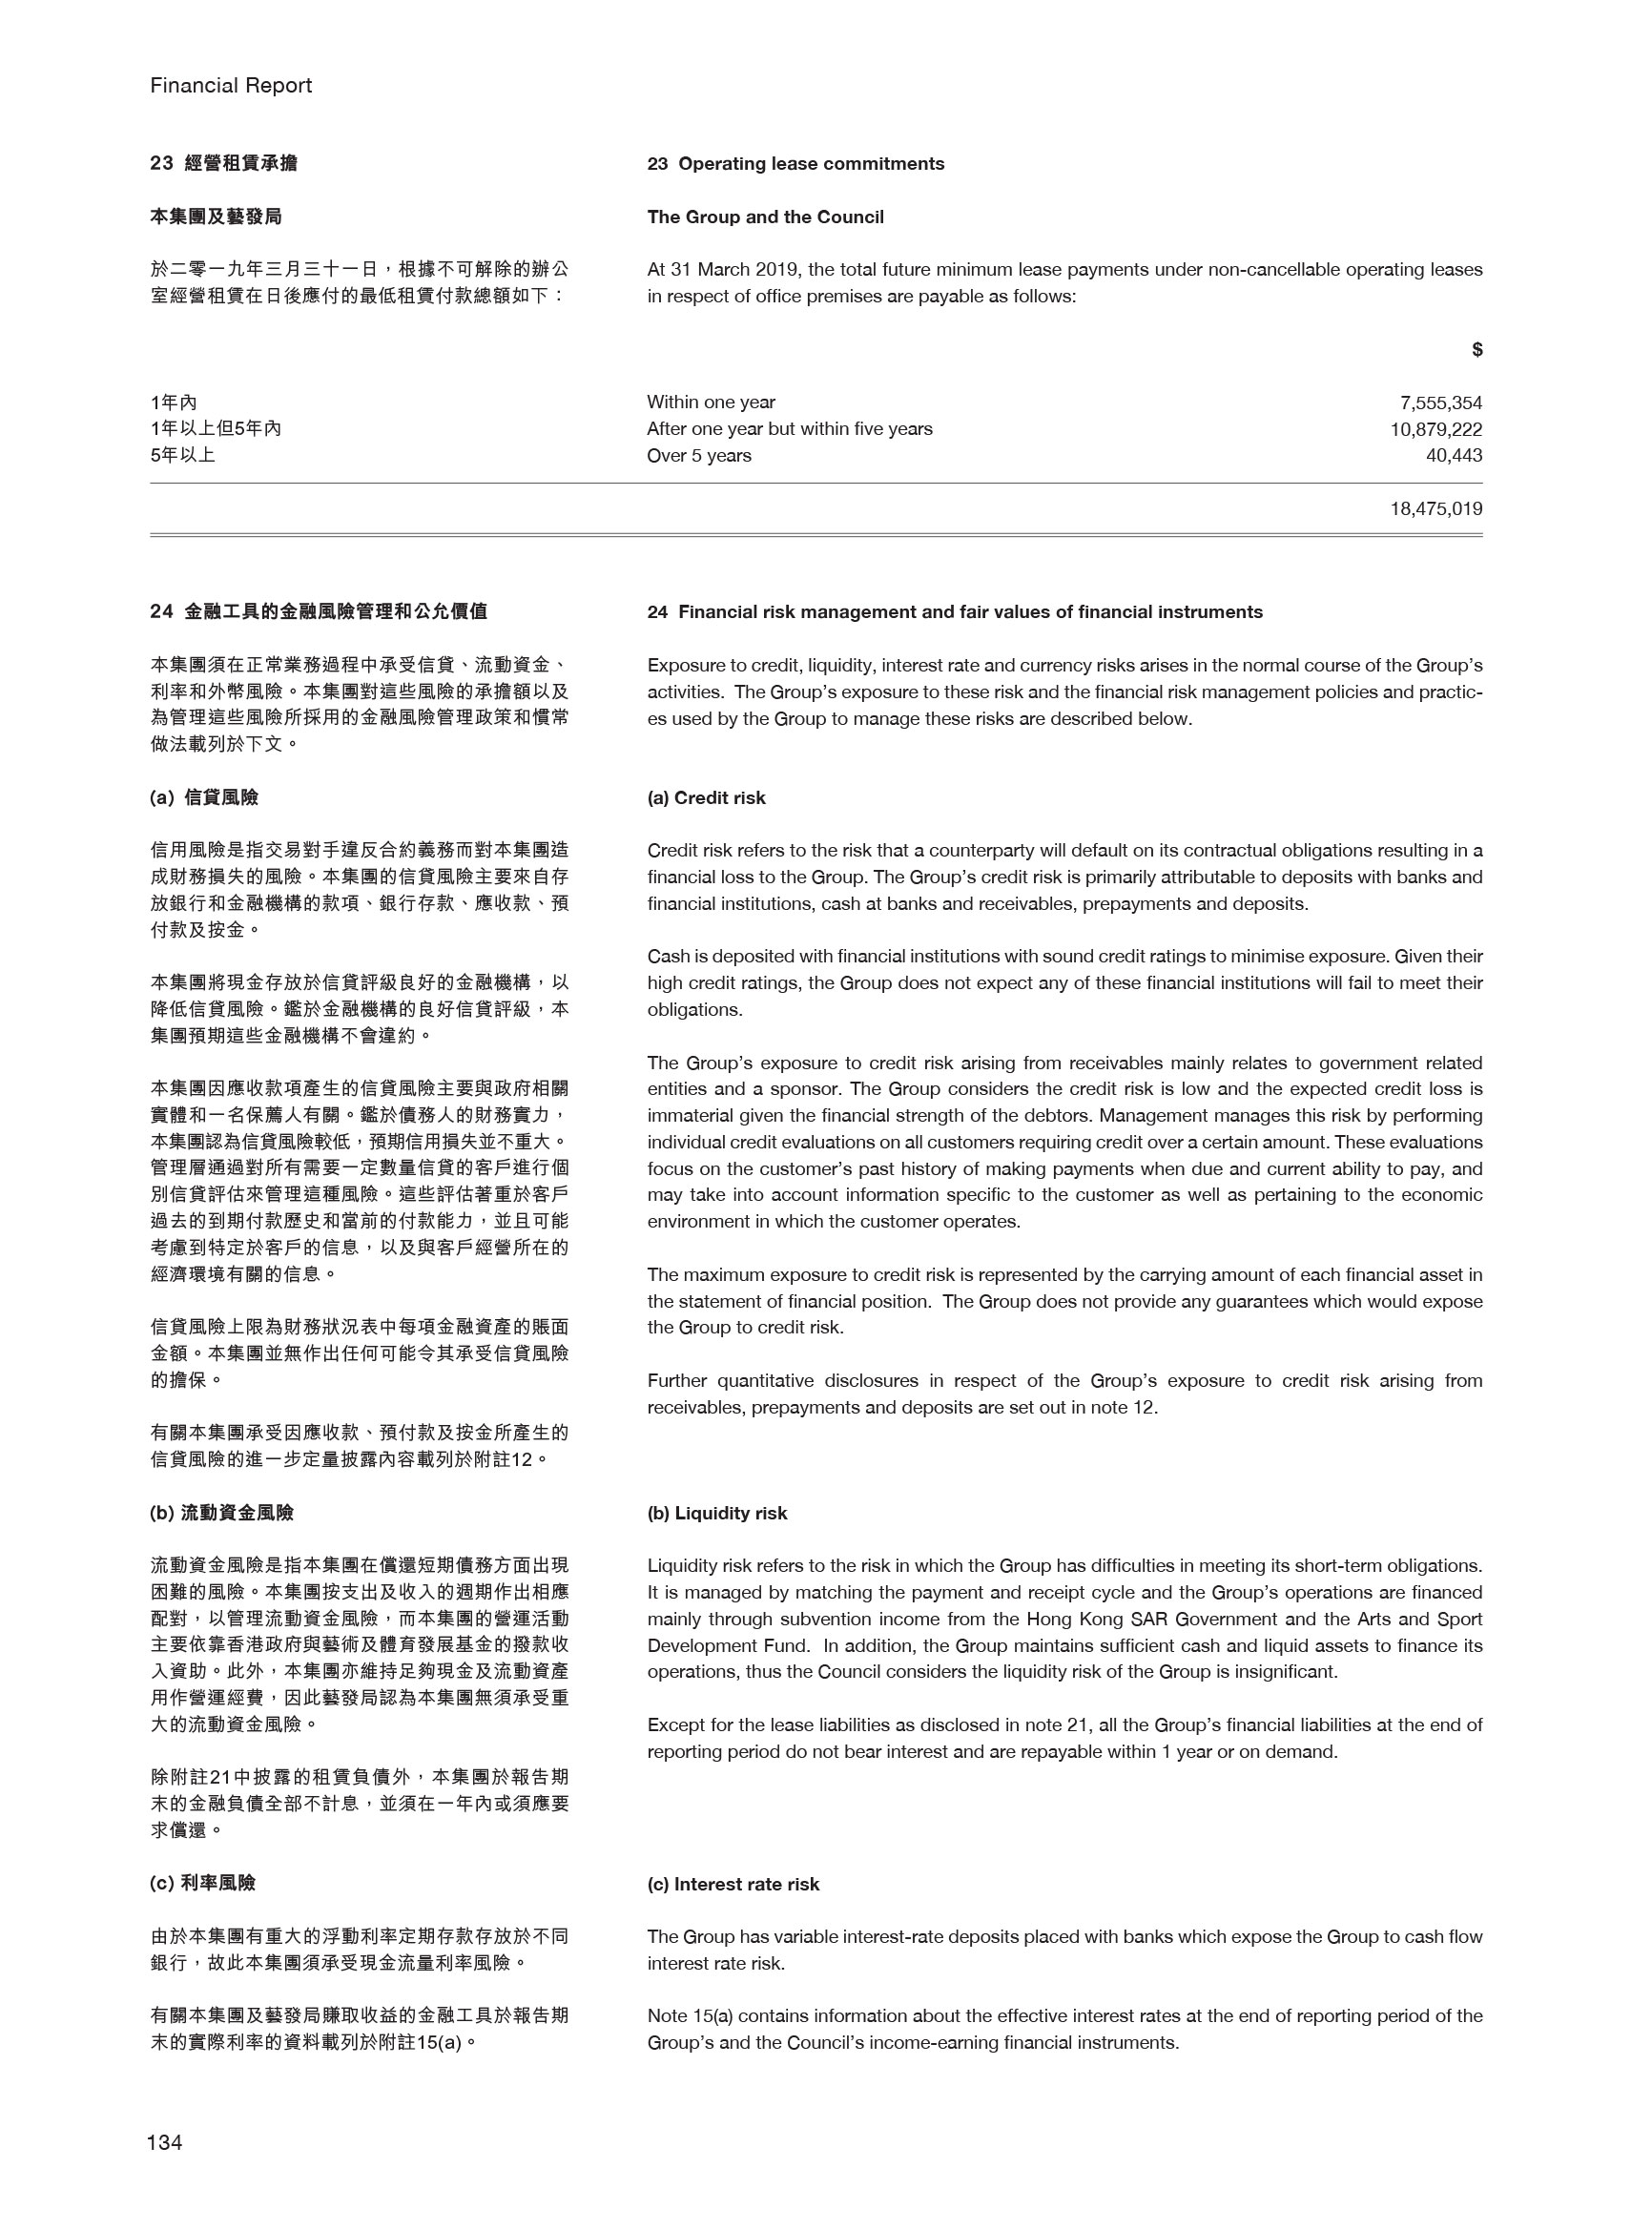 Financial Report
23 經營租賃承擔
23 Operating lease commitments
本集團及藝發局
The Group and the Council
於二零一九年三月三十一日，根據不可解除的辦公
室經營租賃在日後應付的最低租賃付款總額如下：
At 31 March 2019, the total future minimum lease payments under non-cancellable operating leases
in respect of office premises are payable as follows:
$
1年內 Within one year 7,555,354
1年以上但5年內 After one year but within five years 10,879,222
5年以上 Over 5 years 40,443
18,475,019
24 金融工具的金融風險管理和公允價值
24 Financial risk management and fair values of financial instruments
本集團須在正常業務過程中承受信貸、流動資金、
利率和外幣風險。本集團對這些風險的承擔額以及
為管理這些風險所採用的金融風險管理政策和慣常
做法載列於下文。
Exposure to credit, liquidity, interest rate and currency risks arises in the normal course of the Group’s
activities. The Group’s exposure to these risk and the financial risk management policies and practic-
es used by the Group to manage these risks are described below.
(a) 信貸風險
(a) Credit risk
信用風險是指交易對手違反合約義務而對本集團造
成財務損失的風險。本集團的信貸風險主要來自存
放銀行和金融機構的款項、銀行存款、應收款、預
付款及按金。
本集團將現金存放於信貸評級良好的金融機構，以
降低信貸風險。鑑於金融機構的良好信貸評級，本
集團預期這些金融機構不會違約。
本集團因應收款項產生的信貸風險主要與政府相關
實體和一名保薦人有關。鑑於債務人的財務實力，
本集團認為信貸風險較低，預期信用損失並不重大。
管理層通過對所有需要一定數量信貸的客戶進行個
別信貸評估來管理這種風險。這些評估著重於客戶
過去的到期付款歷史和當前的付款能力，並且可能
考慮到特定於客戶的信息，以及與客戶經營所在的
經濟環境有關的信息。
信貸風險上限為財務狀況表中每項金融資產的賬面
金額。本集團並無作出任何可能令其承受信貸風險
的擔保。
有關本集團承受因應收款、預付款及按金所產生的
信貸風險的進一步定量披露內容載列於附註12。
Credit risk refers to the risk that a counterparty will default on its contractual obligations resulting in a
financial loss to the Group. The Group’s credit risk is primarily attributable to deposits with banks and
financial institutions, cash at banks and receivables, prepayments and deposits.
Cash is deposited with financial institutions with sound credit ratings to minimise exposure. Given their
high credit ratings, the Group does not expect any of these financial institutions will fail to meet their
obligations.
The Group’s exposure to credit risk arising from receivables mainly relates to government related
entities and a sponsor. The Group considers the credit risk is low and the expected credit loss is
immaterial given the financial strength of the debtors. Management manages this risk by performing
individual credit evaluations on all customers requiring credit over a certain amount. These evaluations
focus on the customer’s past history of making payments when due and current ability to pay, and
may take into account information specific to the customer as well as pertaining to the economic
environment in which the customer operates.
The maximum exposure to credit risk is represented by the carrying amount of each financial asset in
the statement of financial position. The Group does not provide any guarantees which would expose
the Group to credit risk.
Further quantitative disclosures in respect of the Group’s exposure to credit risk arising from
receivables, prepayments and deposits are set out in note 12.
(b) 流動資金風險
(b) Liquidity risk
流動資金風險是指本集團在償還短期債務方面出現
困難的風險。本集團按支出及收入的週期作出相應
配對，以管理流動資金風險，而本集團的營運活動
主要依靠香港政府與藝術及體育發展基金的撥款收
入資助。此外，本集團亦維持足夠現金及流動資產
用作營運經費，因此藝發局認為本集團無須承受重
大的流動資金風險。
除附註21中披露的租賃負債外，本集團於報告期
末的金融負債全部不計息，並須在一年內或須應要
求償還。
Liquidity risk refers to the risk in which the Group has difficulties in meeting its short-term obligations.
It is managed by matching the payment and receipt cycle and the Group’s operations are financed
mainly through subvention income from the Hong Kong SAR Government and the Arts and Sport
Development Fund. In addition, the Group maintains sufficient cash and liquid assets to finance its
operations, thus the Council considers the liquidity risk of the Group is insignificant.
Except for the lease liabilities as disclosed in note 21, all the Group’s financial liabilities at the end of
reporting period do not bear interest and are repayable within 1 year or on demand.
(c) 利率風險
(c) Interest rate risk
由於本集團有重大的浮動利率定期存款存放於不同
銀行，故此本集團須承受現金流量利率風險。
有關本集團及藝發局賺取收益的金融工具於報告期
末的實際利率的資料載列於附註15(a)。
The Group has variable interest-rate deposits placed with banks which expose the Group to cash flow
interest rate risk.
Note 15(a) contains information about the effective interest rates at the end of reporting period of the
Group’s and the Council’s income-earning financial instruments.
134